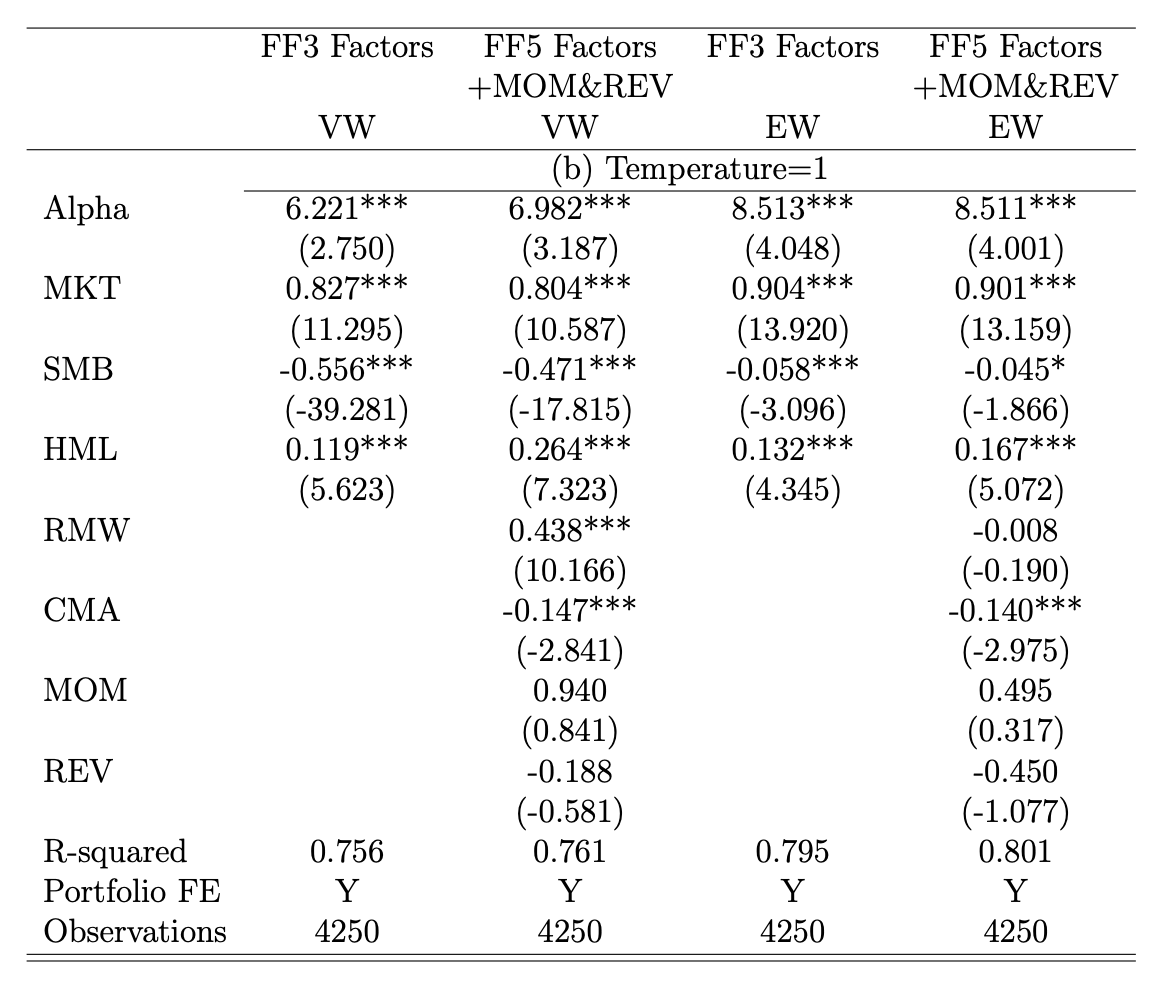 FF3 Factors FF5 Factors FF3 Factors FF5 Factors
+MOM&REV +MOM&REV
VW VW EW EW
(b) Temperature=1
Alpha 6.221*** 6.982*** 8.513*** 8.511***
(2.750) (3.187) (4.048) (4.001)
MKT 0.827*** 0.804*** 0.904*** 0.901***
(11.295) (10.587) (13.920) (13.159)
SMB -0.556*** -0.471*** -0.058*** -0.045*
(-39.281) (-17.815) (-3.096) (-1.866)
HML 0.119*** 0.264*** 0.132*** 0.167***
(5.623) (7.323) (4.345) (5.072)
RMW 0.438*** -0.008
(10.166) (-0.190)
CMA -0.147*** -0.140***
(-2.841) (-2.975)
MOM 0.940 0.495
(0.841) (0.317)
REV -0.188 -0.450
(-0.581) (-1.077)
R-squared 0.756 0.761 0.795 0.801
Portfolio FE Y Y Y Y
Observations 4250 4250 4250 4250